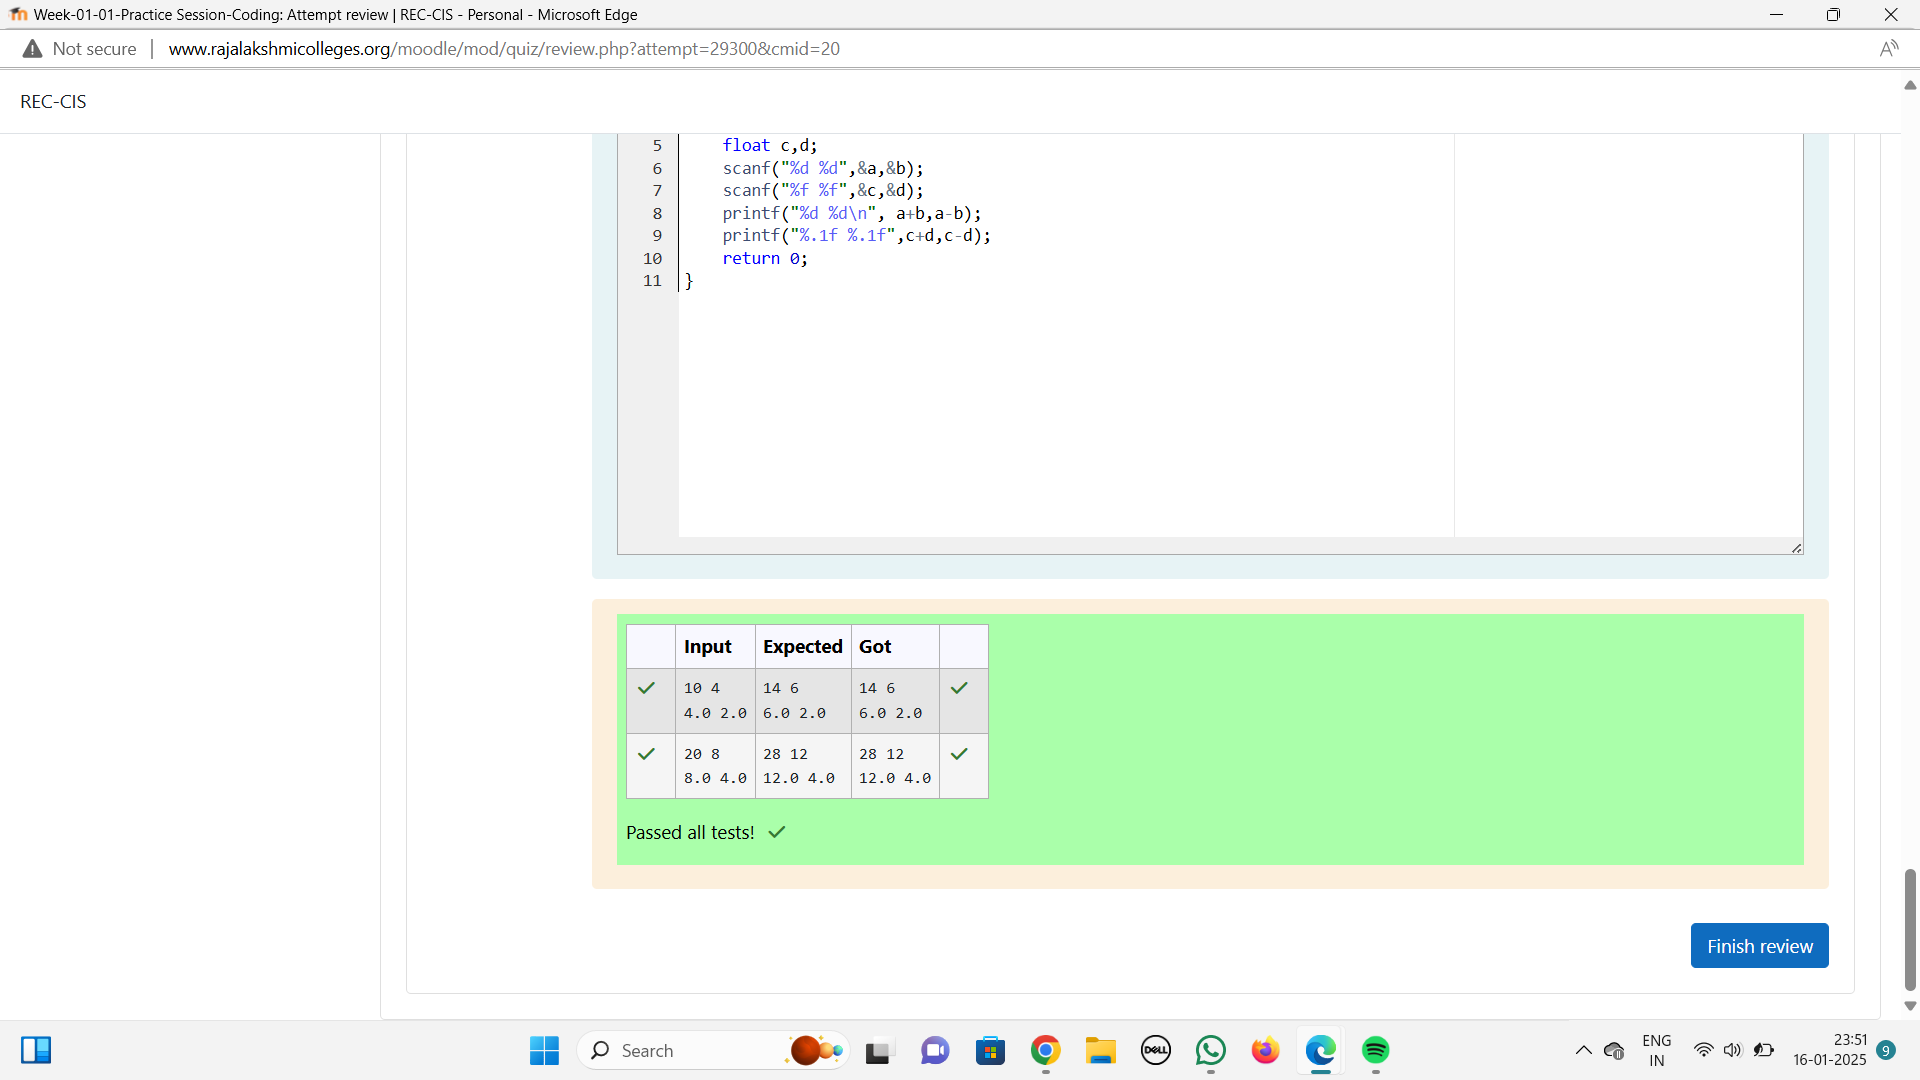 Week-01-01-Practice Session-Coding: Attempt review | REC-CIS - Personal - Microsoft Edge
Not secure
www.rajalakshmicolleges.org/moodle/mod/quiz/review.php?attempt=29300&cmid=20
REC-CIS
5 float c,d;
6 scanf("%d %d",&a,&b);
7 scanf("%f %f",&c,&d);
8 printf("%d %d\n", a+b,a-b);
9 printf("%.1f %.1f",c+d,c-d);
10 return 0;
11 }
Input Expected Got
10 4 14 6 14 6
4.0 2.0 6.0 2.0 6.0 2.0
20 8 28 12 28 12
8.0 4.0 12.0 4.0 12.0 4.0
Passed all tests!
Finish review
Search
DELL
ENG
IN
23:51
16-01-2025
9